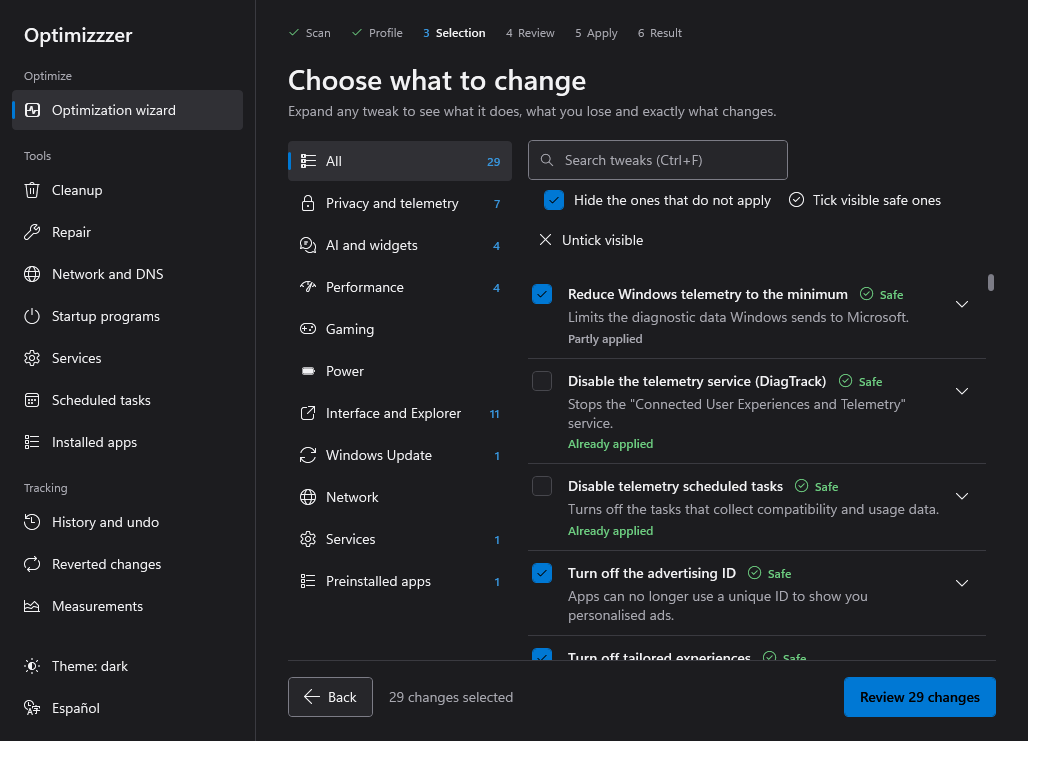 Optimizzzer
Optimize
Optimization wizard
Tools
Cleanup
Repair
Network and DNS
Startup programs
Services
Scheduled tasks
Installed apps
Tracking
History and undo
Reverted changes
Measurements
Theme: dark
Español
Scan
Profile
3 Selection
4 Review
5 Apply
6 Result
Choose what to change
Expand any tweak to see what it does, what you lose and exactly what changes.
All 29
Privacy and telemetry 7
AI and widgets 4
Performance 4
Gaming
Power
Interface and Explorer 11
Windows Update 1
Network
Services 1
Preinstalled apps 1
Search tweaks (Ctrl+F)
Hide the ones that do not apply
Tick visible safe ones
Untick visible
Reduce Windows telemetry to the minimum Safe
Limits the diagnostic data Windows sends to Microsoft.
Partly applied
Disable the telemetry service (DiagTrack) Safe
Stops the "Connected User Experiences and Telemetry"
service.
Already applied
Disable telemetry scheduled tasks Safe
Turns off the tasks that collect compatibility and usage data.
Already applied
Turn off the advertising ID Safe
Apps can no longer use a unique ID to show you
personalised ads.
Turn off tailored experiences Safe
Back
29 changes selected
Review 29 changes